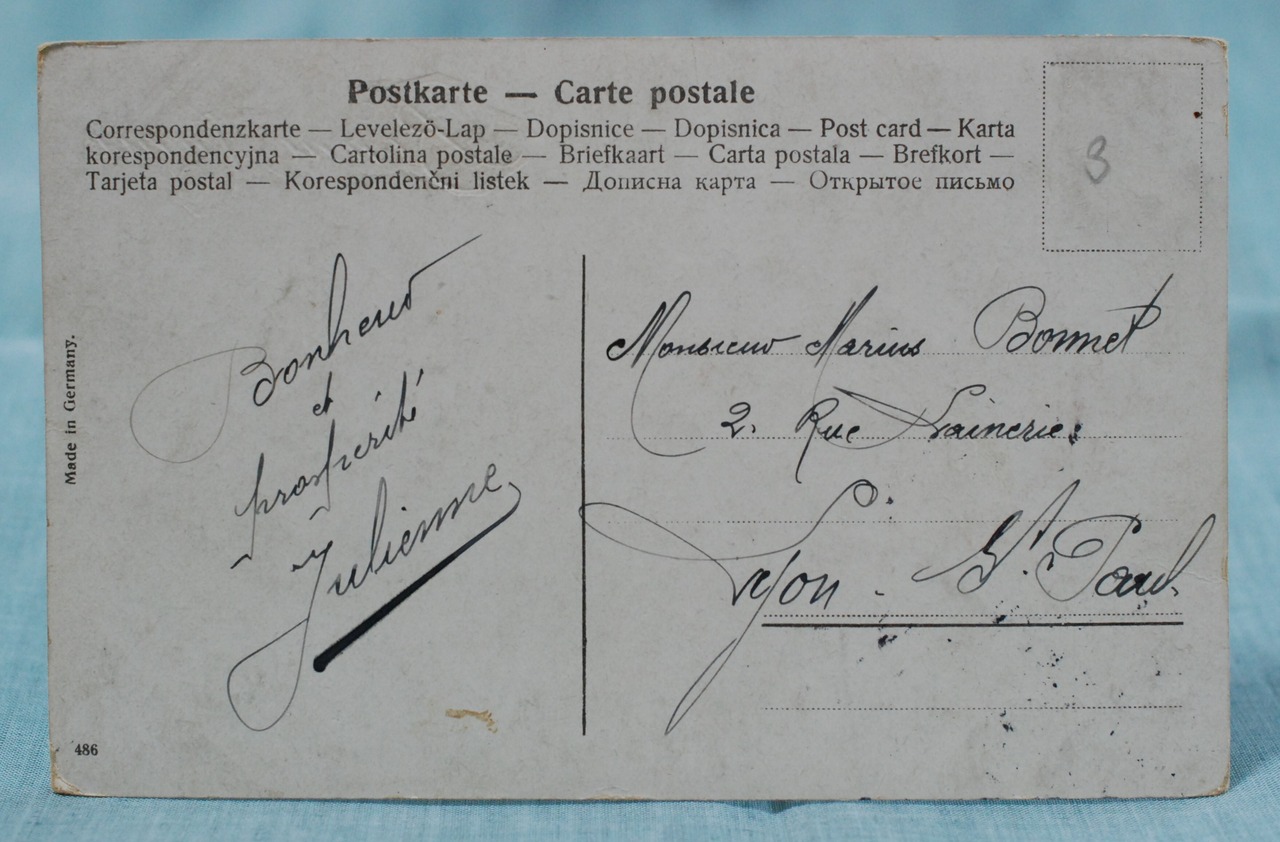 Postkarte — Carte postale
Correspondenzkarte — Levelezö-Lap — Dopisnice — Dopisnica — Post card — Karta
korespondencyjna — Cartolina postale — Briefkaart — Carta postala — Brefkort —
Tarjeta postal — Korespondenčni listek — Дописна карта — Открытое письмо
3
Bonheur
et
prospérité
Julienne
Monsieur Marius Bonnet
2. Rue Lainerie.
Lyon - St. Paul
Made in Germany.
486